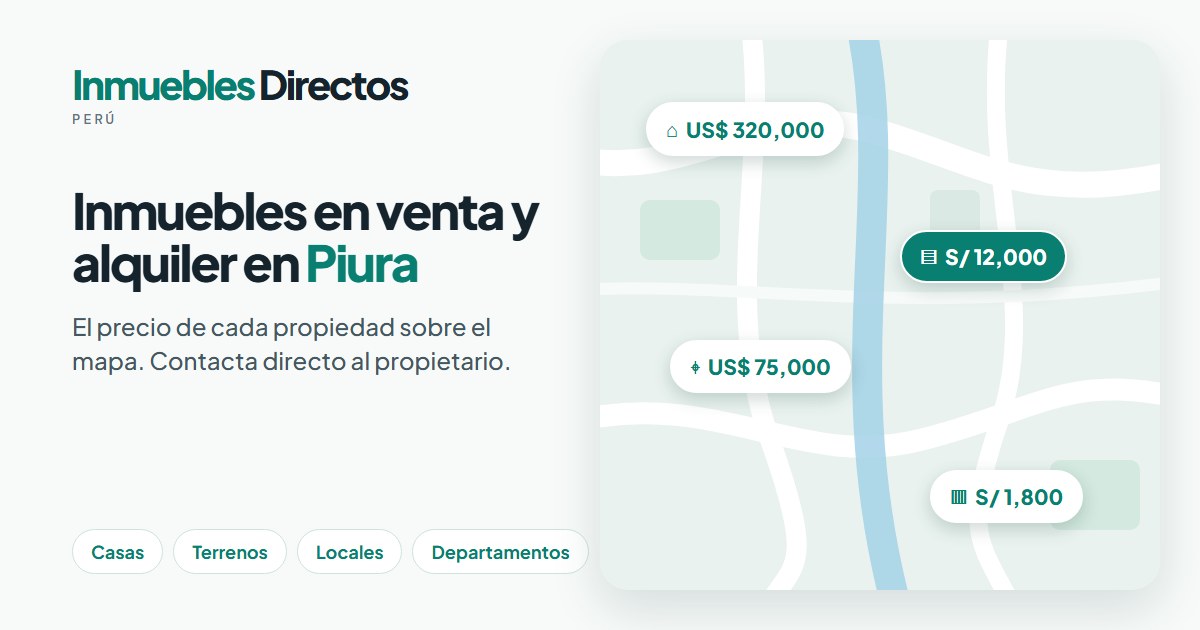 Inmuebles Directos
PERÚ
Inmuebles en venta y
alquiler en Piura
El precio de cada propiedad sobre el
mapa. Contacta directo al propietario.
Casas
Terrenos
Locales
Departamentos
US$ 320,000
S/ 12,000
US$ 75,000
S/ 1,800